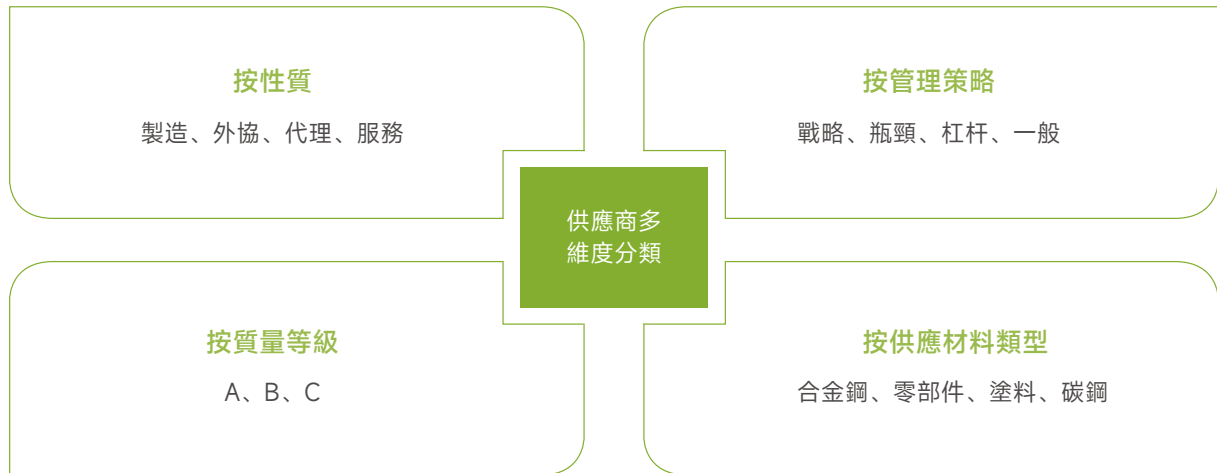 按性質
製造、外協、代理、服務
按管理策略
戰略、瓶頸、杠杆、一般
供應商多
維度分類
按質量等級
A、B、C
按供應材料類型
合金鋼、零部件、塗料、碳鋼